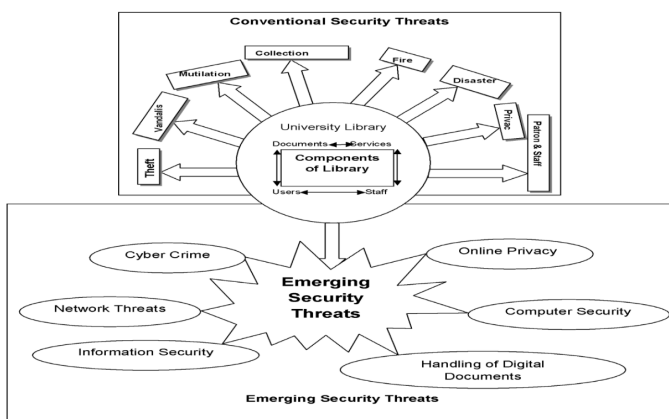 Conventional Security Threats
Collection
Fire
Mutilation
Disaster
Vandalis
Privac
Theft
Patron & Staff
University Library
Documents Services
Components
of Library
Users Staff
Cyber Crime
Online Privacy
Emerging
Security
Threats
Network Threats
Computer Security
Information Security
Handling of Digital
Documents
Emerging Security Threats